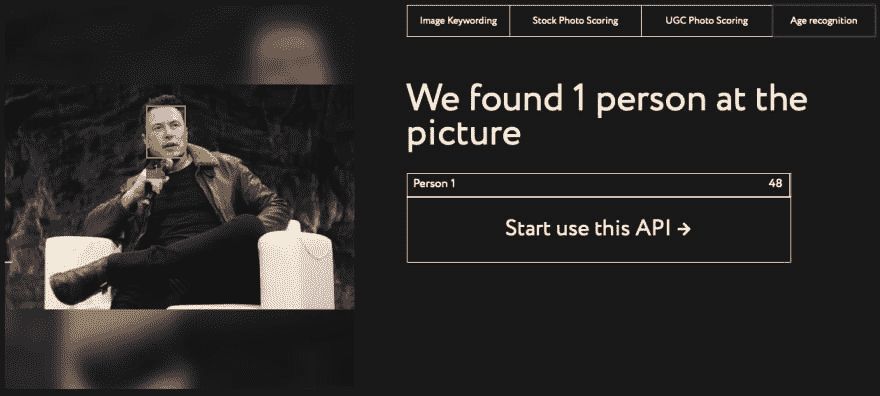 Image Keywording
Stock Photo Scoring
UGC Photo Scoring
Age recognition
We found 1 person at the
picture
Person 1 48
Start use this API →